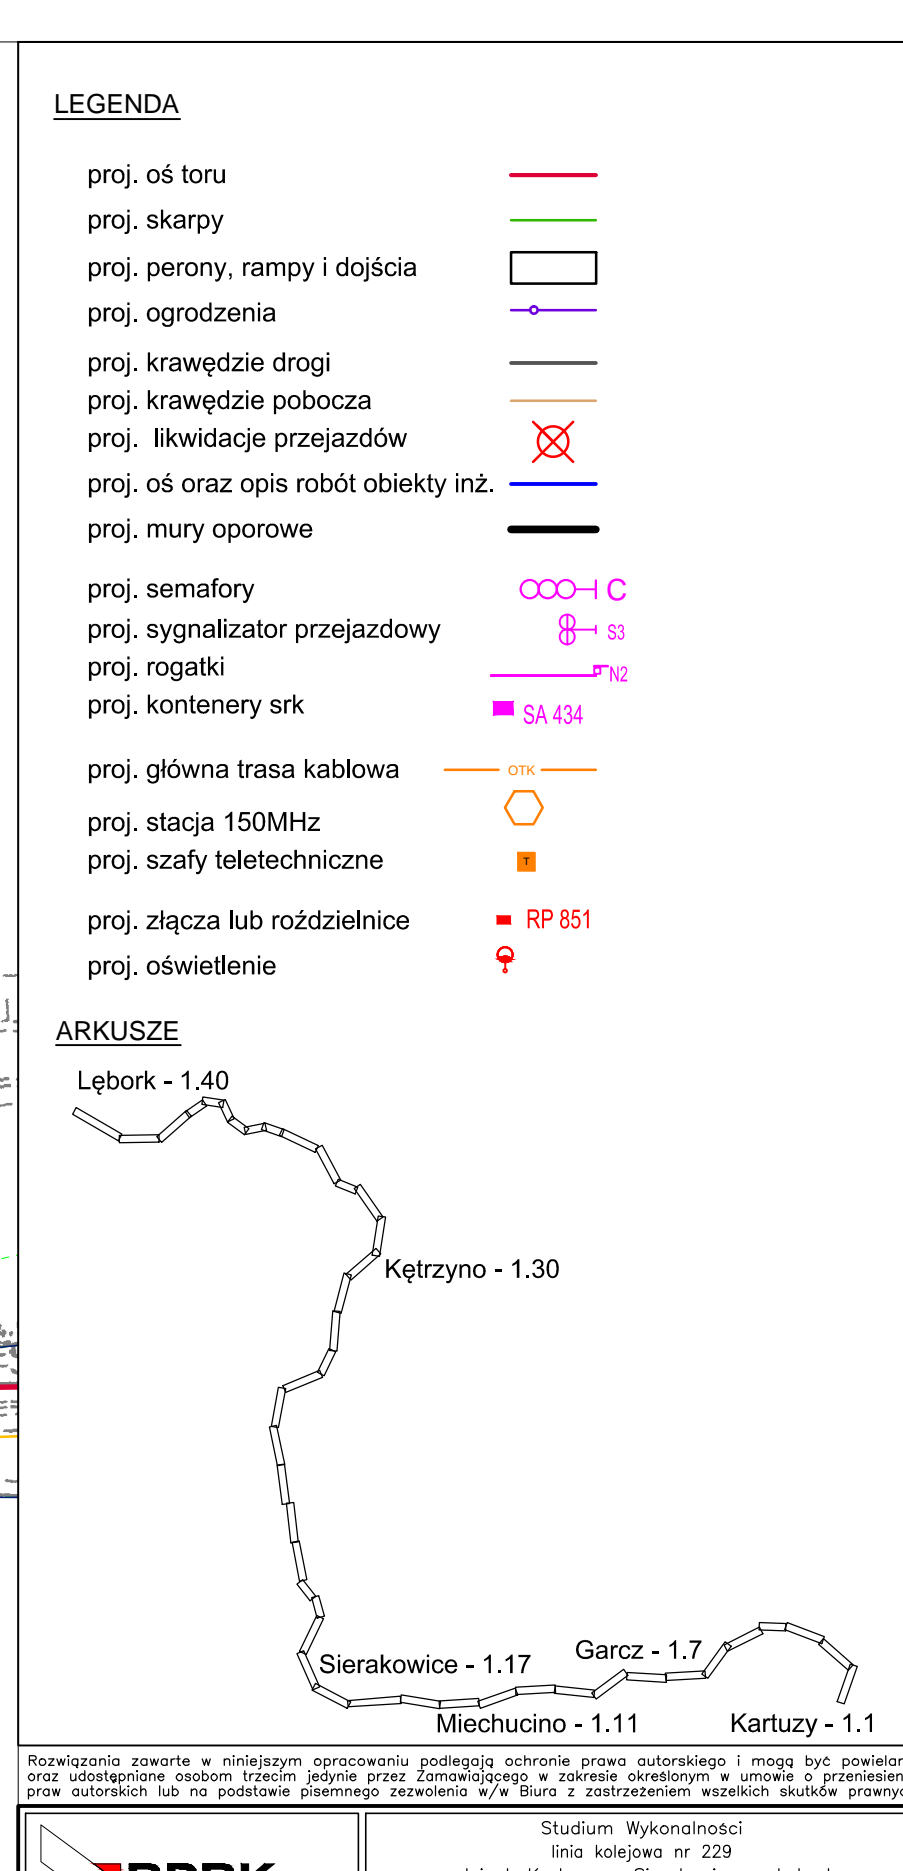 LEGENDA
proj. oś toru
proj. skarpy
proj. perony, rampy i dojścia
proj. ogrodzenia
proj. krawędzie drogi
proj. krawędzie pobocza
proj. likwidacje przejazdów
proj. oś oraz opis robót obiekty inż.
proj. mury oporowe
proj. semafory C
proj. sygnalizator przejazdowy S3
proj. rogatki N2
proj. kontenery srk SA 434
proj. główna trasa kablowa OTK
proj. stacja 150MHz
proj. szafy teletechniczne T
proj. złącza lub roździelnice RP 851
proj. oświetlenie
ARKUSZE
Lębork - 1.40
Kętrzyno - 1.30
Garcz - 1.7
Sierakowice - 1.17
Miechucino - 1.11
Kartuzy - 1.1
Rozwiązania zawarte w niniejszym opracowaniu podlegają ochronie prawa autorskiego i mogą być
oraz udostępniane osobom trzecim jedynie przez Zamawiającego w zakresie określonym w umowie o
praw autorskich lub na podstawie pisemnego zezwolenia w/w Biura z zastrzeżeniem wszelkich skutków
Studium Wykonalności
linia kolejowa nr 229